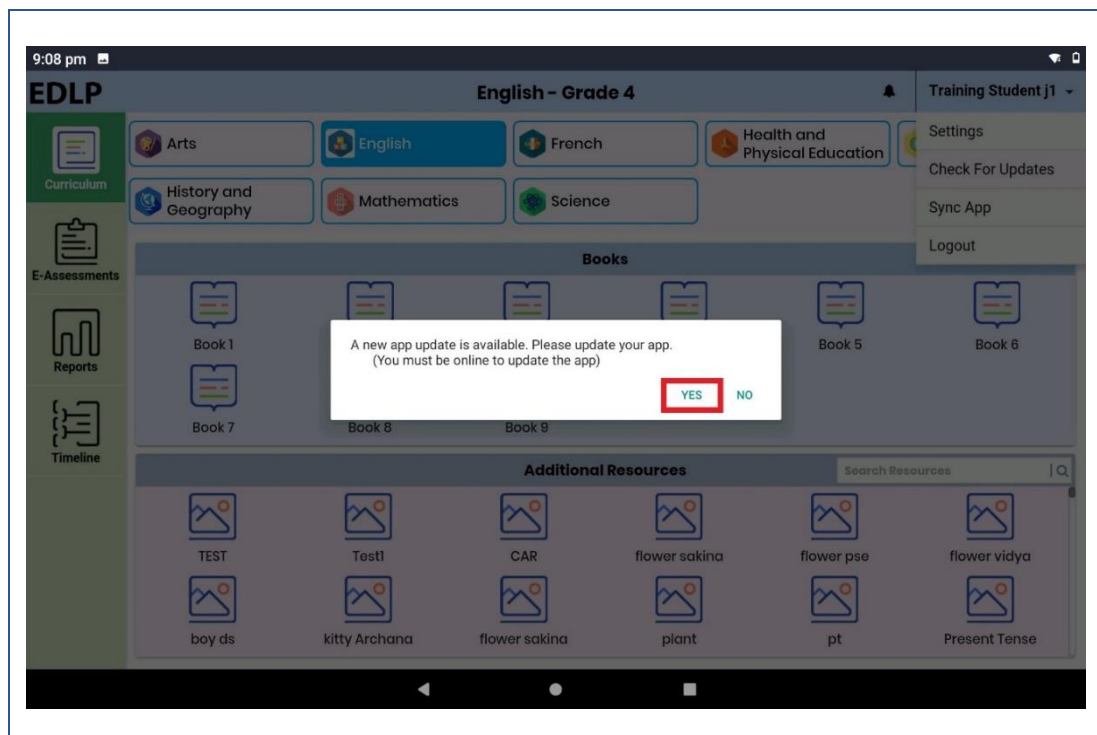 9:08 pm
EDLP
English - Grade 4
Training Student j1
Settings
Check For Updates
Sync App
Logout
Curriculum
E-Assessments
Reports
Timeline
Arts
English
French
Health and
Physical Education
History and
Geography
Mathematics
Science
Books
Book 1
Book 5
Book 6
Book 7
Book 8
Book 9
A new app update is available. Please update your app.
(You must be online to update the app)
YES NO
Additional Resources
Search Resources
TEST
Test1
CAR
flower sakina
flower pse
flower vidya
boy ds
kitty Archana
flower sakina
plant
pt
Present Tense